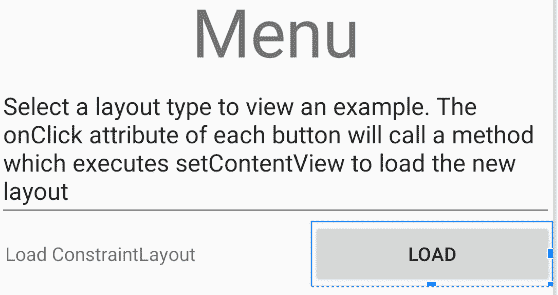 Menu
Select a layout type to view an example. The
onClick attribute of each button will call a method
which executes setContentView to load the new
layout
Load ConstraintLayout
LOAD